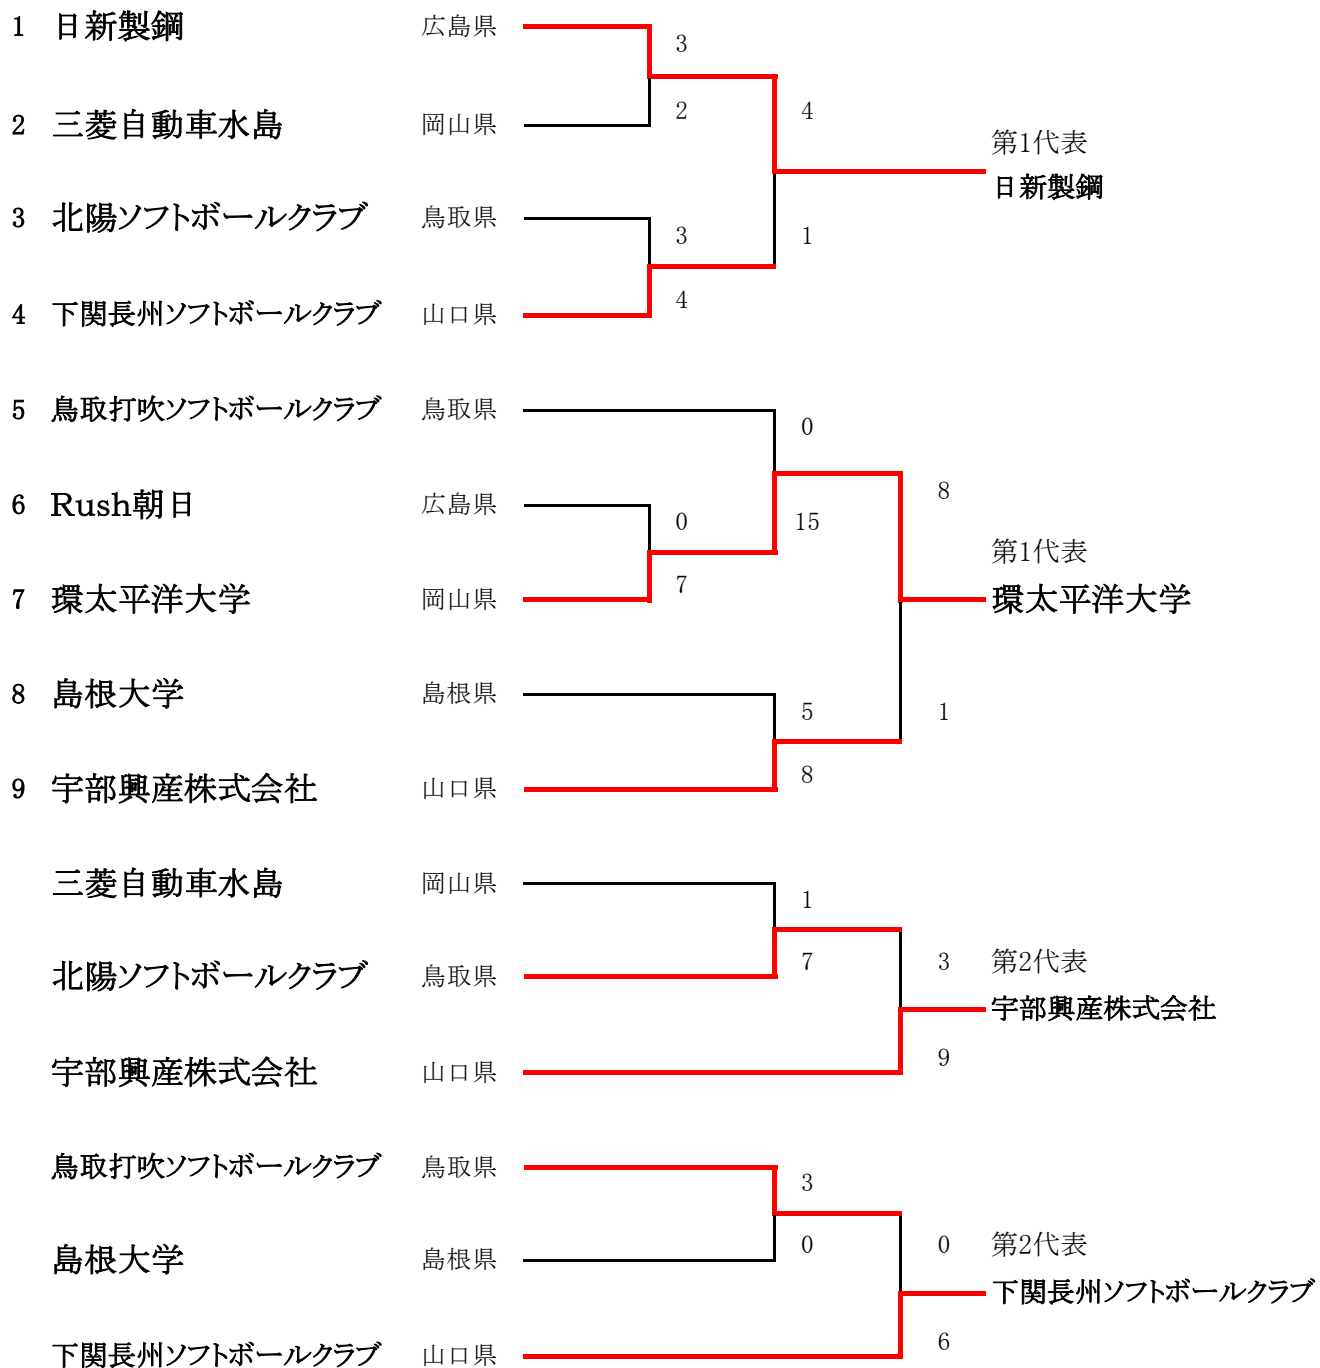 1 日新製鋼 広島県
3
2 三菱自動車水島 岡山県
2
4
第1代表
日新製鋼
3 北陽ソフトボールクラブ 鳥取県
3
1
4 下関長州ソフトボールクラブ 山口県
4
5 鳥取打吹ソフトボールクラブ 鳥取県
0
8
6 Rush朝日 広島県
0
15
第1代表
環太平洋大学
7 環太平洋大学 岡山県
7
8 島根大学 島根県
5
1
9 宇部興産株式会社 山口県
8
三菱自動車水島 岡山県
1
北陽ソフトボールクラブ 鳥取県
7
3
第2代表
宇部興産株式会社
宇部興産株式会社 山口県
9
鳥取打吹ソフトボールクラブ 鳥取県
3
島根大学 島根県
0
0
第2代表
下関長州ソフトボールクラブ
下関長州ソフトボールクラブ 山口県
6